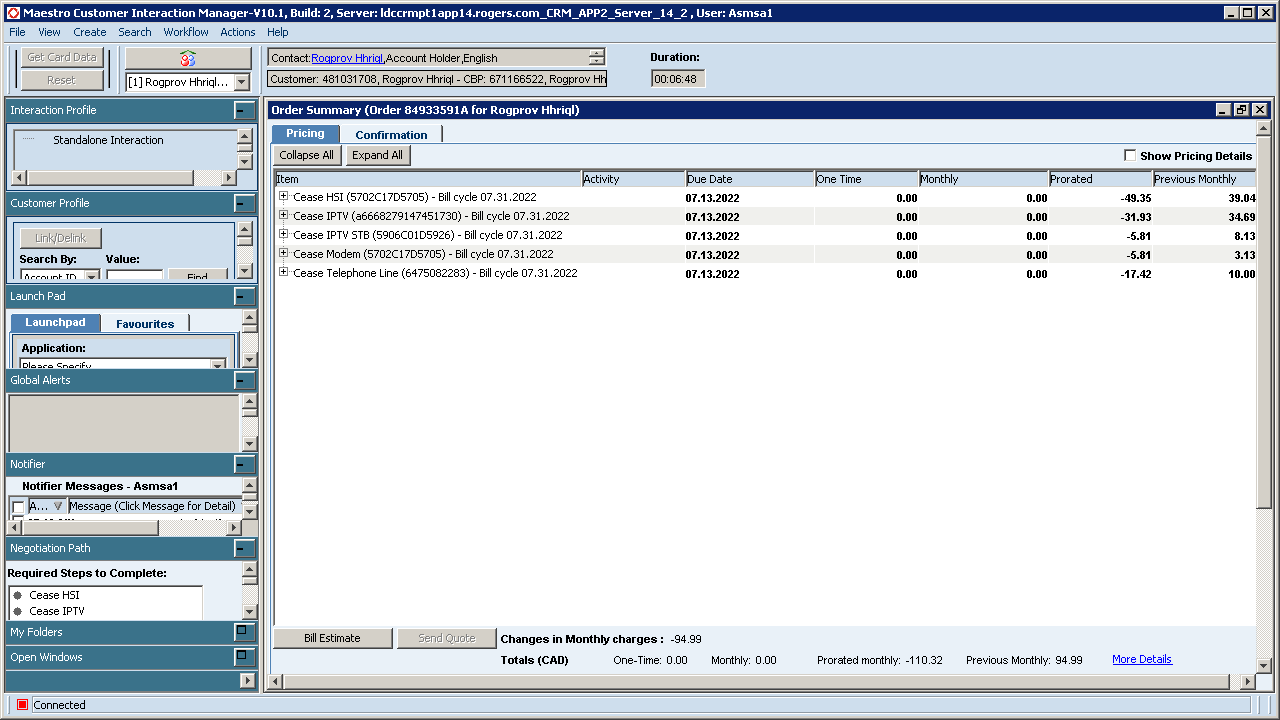 Maestro Customer Interaction Manager-V10.1, Build: 2, Server: ldccrmpt1app14.rogers.com_CRM_APP2_Server_14_2 , User: Asmsa1
File View Create Search Workflow Actions Help
Get Card Data
Reset
[1] Rogprov Hhriql...
Contact:Rogprov Hhriql,Account Holder,English
Customer: 481031708, Rogprov Hhriql - CBP: 671166522, Rogprov Hh
Duration:
00:06:48
Interaction Profile
Standalone Interaction
Customer Profile
Link/Delink
Search By: Value:
Account ID
Find
Launch Pad
Launchpad Favourites
Application:
Please Specify
Global Alerts
Notifier
Notifier Messages - Asmsa1
A... Message (Click Message for Detail)
Negotiation Path
Required Steps to Complete:
Cease HSI
Cease IPTV
My Folders
Open Windows
Order Summary (Order 84933591A for Rogprov Hhriql)
Pricing Confirmation
Collapse All Expand All Show Pricing Details
Item Activity Due Date One Time Monthly Prorated Previous Monthly
Cease HSI (5702C17D5705) - Bill cycle 07.31.2022 07.13.2022 0.00 0.00 -49.35 39.04
Cease IPTV (a6668279147451730) - Bill cycle 07.31.2022 07.13.2022 0.00 0.00 -31.93 34.69
Cease IPTV STB (5906C01D5926) - Bill cycle 07.31.2022 07.13.2022 0.00 0.00 -5.81 8.13
Cease Modem (5702C17D5705) - Bill cycle 07.31.2022 07.13.2022 0.00 0.00 -5.81 3.13
Cease Telephone Line (6475082283) - Bill cycle 07.31.2022 07.13.2022 0.00 0.00 -17.42 10.00
Bill Estimate Send Quote Changes in Monthly charges : -94.99
Totals (CAD) One-Time: 0.00 Monthly: 0.00 Prorated monthly: -110.32 Previous Monthly: 94.99 More Details
Connected